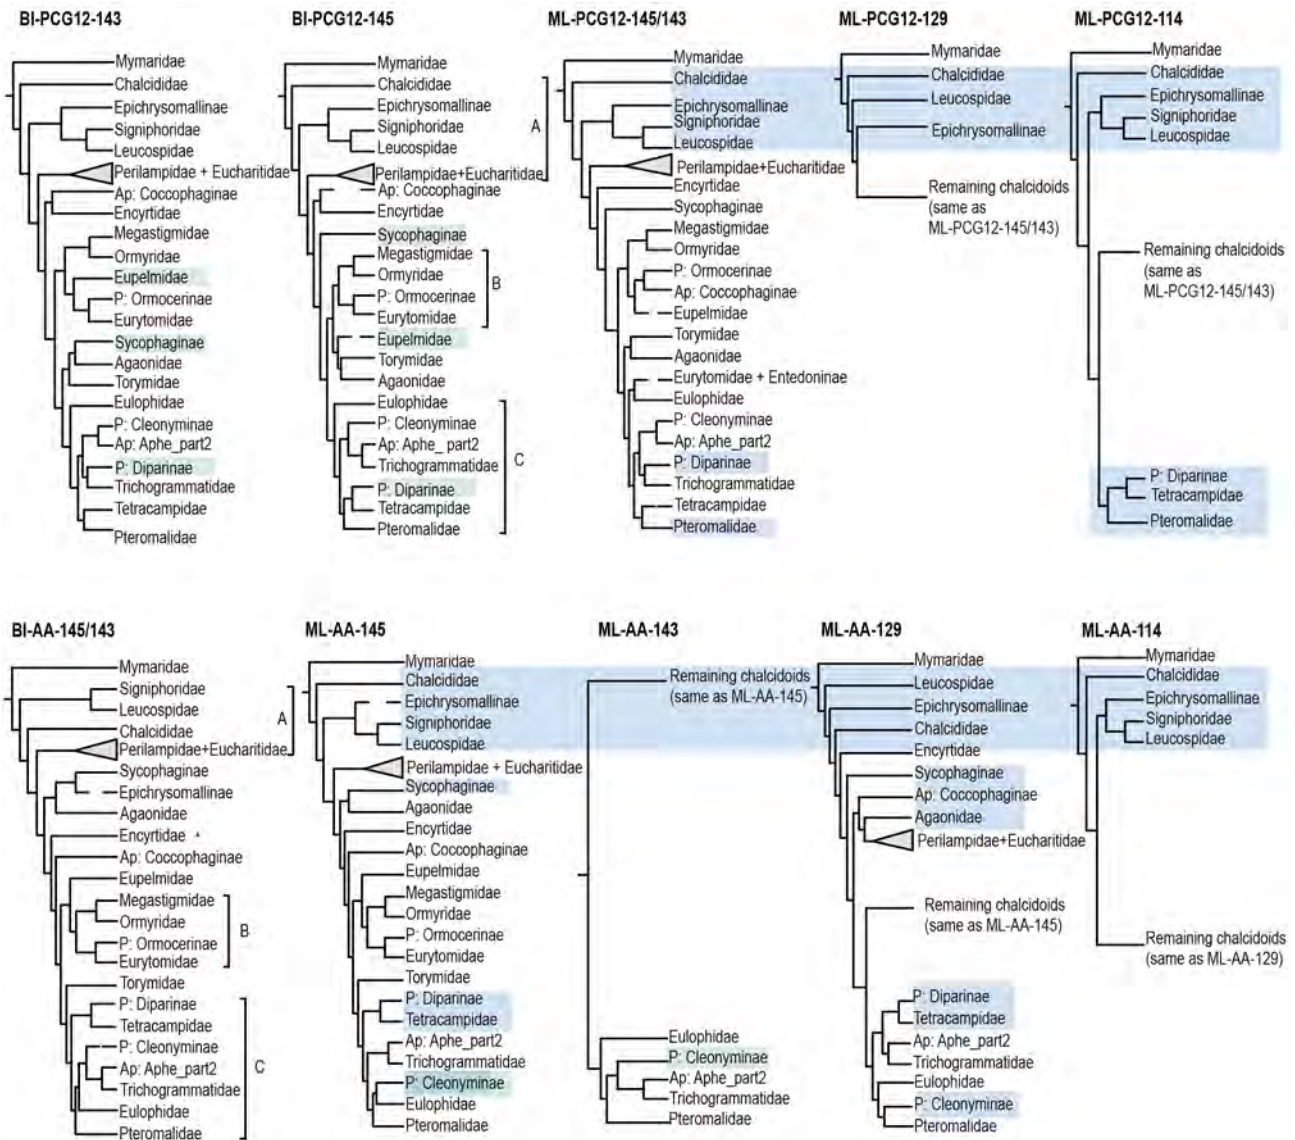 BI-PCG12-143
Mymaridae
Chalcididae
Epichrysomallinae
Signiphoridae
Leucospidae
Perilampidae + Eucharitidae
Ap: Coccophaginae
Encyrtidae
Megastigmidae
Ormyridae
Eupelmidae
P: Ormocerinae
Eurytomidae
Sycophaginae
Agaonidae
Torymidae
Eulophidae
P: Cleonyminae
Ap: Aphe_part2
P: Diparinae
Trichogrammatidae
Tetracampidae
Pteromalidae
BI-PCG12-145
Mymaridae
Chalcididae
Epichrysomallinae
Signiphoridae
Leucospidae
Perilampidae+Eucharitidae
A
Ap: Coccophaginae
Encyrtidae
Sycophaginae
Megastigmidae
Ormyridae
P: Ormocerinae
Eurytomidae
B
Eupelmidae
Torymidae
Agaonidae
Eulophidae
P: Cleonyminae
Ap: Aphe_part2
Trichogrammatidae
P: Diparinae
Tetracampidae
Pteromalidae
C
ML-PCG12-145/143
Mymaridae
Chalcididae
Epichrysomallinae
Signiphoridae
Leucospidae
Perilampidae+Eucharitidae
Encyrtidae
Sycophaginae
Megastigmidae
Ormyridae
P: Ormocerinae
Ap: Coccophaginae
Eupelmidae
Torymidae
Agaonidae
Eurytomidae + Entedoninae
Eulophidae
P: Cleonyminae
Ap: Aphe_part2
P: Diparinae
Trichogrammatidae
Tetracampidae
Pteromalidae
ML-PCG12-129
Mymaridae
Chalcididae
Leucospidae
Epichrysomallinae
Remaining chalcidoids
(same as
ML-PCG12-145/143)
ML-PCG12-114
Mymaridae
Chalcididae
Epichrysomallinae
Signiphoridae
Leucospidae
Remaining chalcidoids
(same as
ML-PCG12-145/143)
P: Diparinae
Tetracampidae
Pteromalidae
BI-AA-145/143
Mymaridae
Signiphoridae
Leucospidae
Chalcididae
Perilampidae+Eucharitidae
A
Sycophaginae
Epichrysomallinae
Agaonidae
Encyrtidae
Ap: Coccophaginae
Eupelmidae
Megastigmidae
Ormyridae
P: Ormocerinae
Eurytomidae
B
Torymidae
P: Diparinae
Tetracampidae
P: Cleonyminae
Ap: Aphe_part2
Trichogrammatidae
Eulophidae
Pteromalidae
C
ML-AA-145
Mymaridae
Chalcididae
Epichrysomallinae
Signiphoridae
Leucospidae
Perilampidae + Eucharitidae
Sycophaginae
Agaonidae
Encyrtidae
Ap: Coccophaginae
Eupelmidae
Megastigmidae
Ormyridae
P: Ormocerinae
Eurytomidae
Torymidae
P: Diparinae
Tetracampidae
Ap: Aphe_part2
Trichogrammatidae
P: Cleonyminae
Eulophidae
Pteromalidae
ML-AA-143
Remaining chalcidoids
(same as ML-AA-145)
Eulophidae
P: Cleonyminae
Ap: Aphe_part2
Trichogrammatidae
Pteromalidae
ML-AA-129
Mymaridae
Leucospidae
Epichrysomallinae
Chalcididae
Encyrtidae
Sycophaginae
Ap: Coccophaginae
Agaonidae
Perilampidae+Eucharitidae
Remaining chalcidoids
(same as ML-AA-145)
P: Diparinae
Tetracampidae
Ap: Aphe_part2
Trichogrammatidae
Eulophidae
P: Cleonyminae
Pteromalidae
ML-AA-114
Mymaridae
Chalcididae
Epichrysomallinae
Signiphoridae
Leucospidae
Remaining chalcidoids
(same as ML-AA-129)